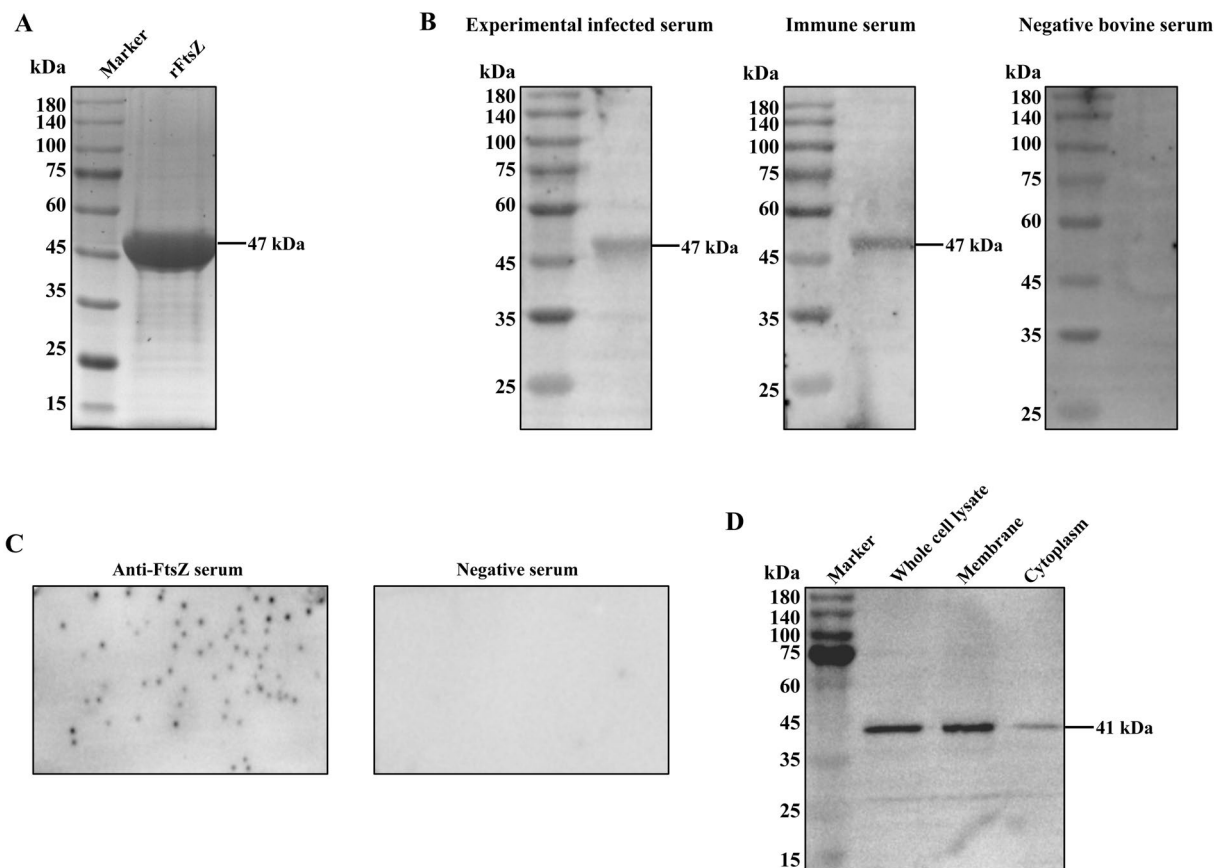 A
kDa
Marker
rFtsZ
180
140
100
75
60
45
35
25
15
47 kDa
B
Experimental infected serum
kDa
180
140
100
75
60
45
35
25
47 kDa
Immune serum
kDa
180
140
100
75
60
45
35
25
47 kDa
Negative bovine serum
kDa
180
140
100
75
60
45
35
25
C
Anti-FtsZ serum
Negative serum
D
kDa
Marker
Whole cell lysate
Membrane
Cytoplasm
180
140
100
75
60
45
35
25
15
41 kDa